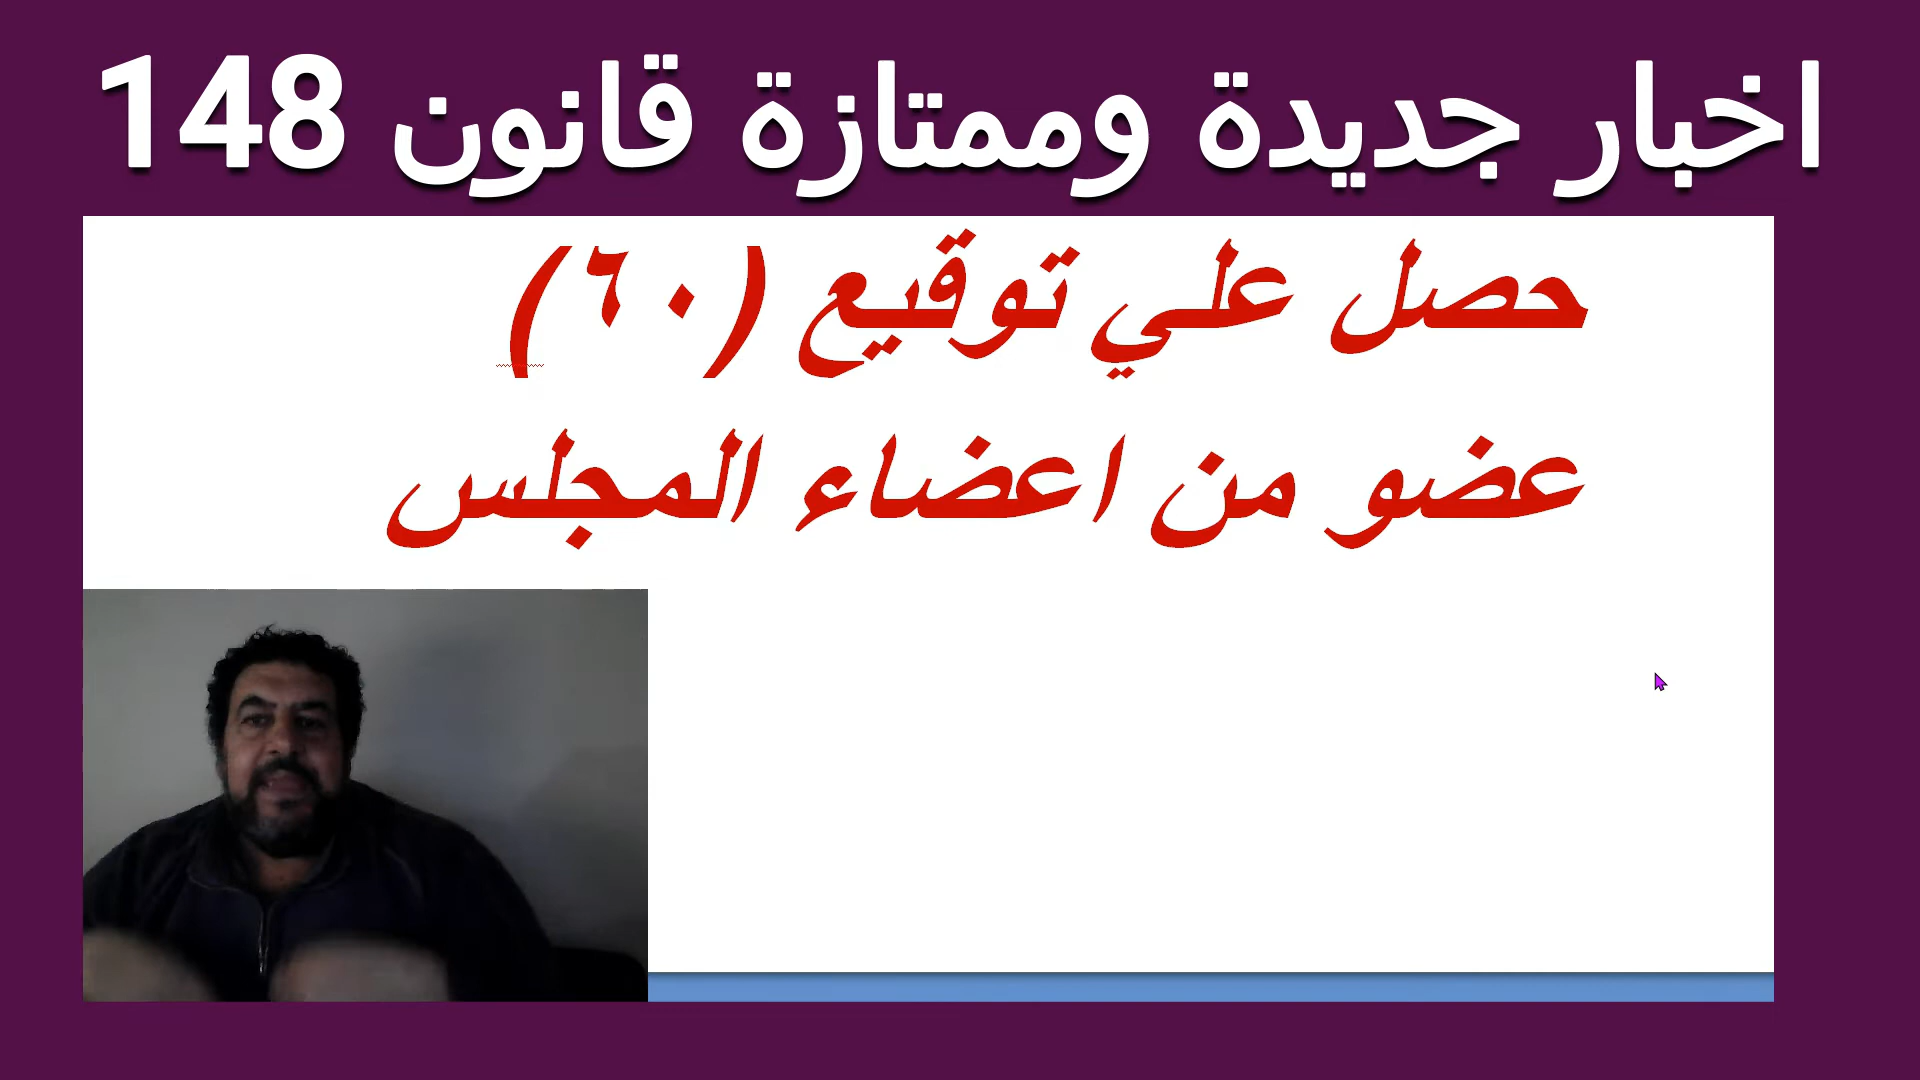 اخبار جديدة وممتازة قانون 148
حصل علي توقيع (٦٠)
عضو من اعضاء المجلس